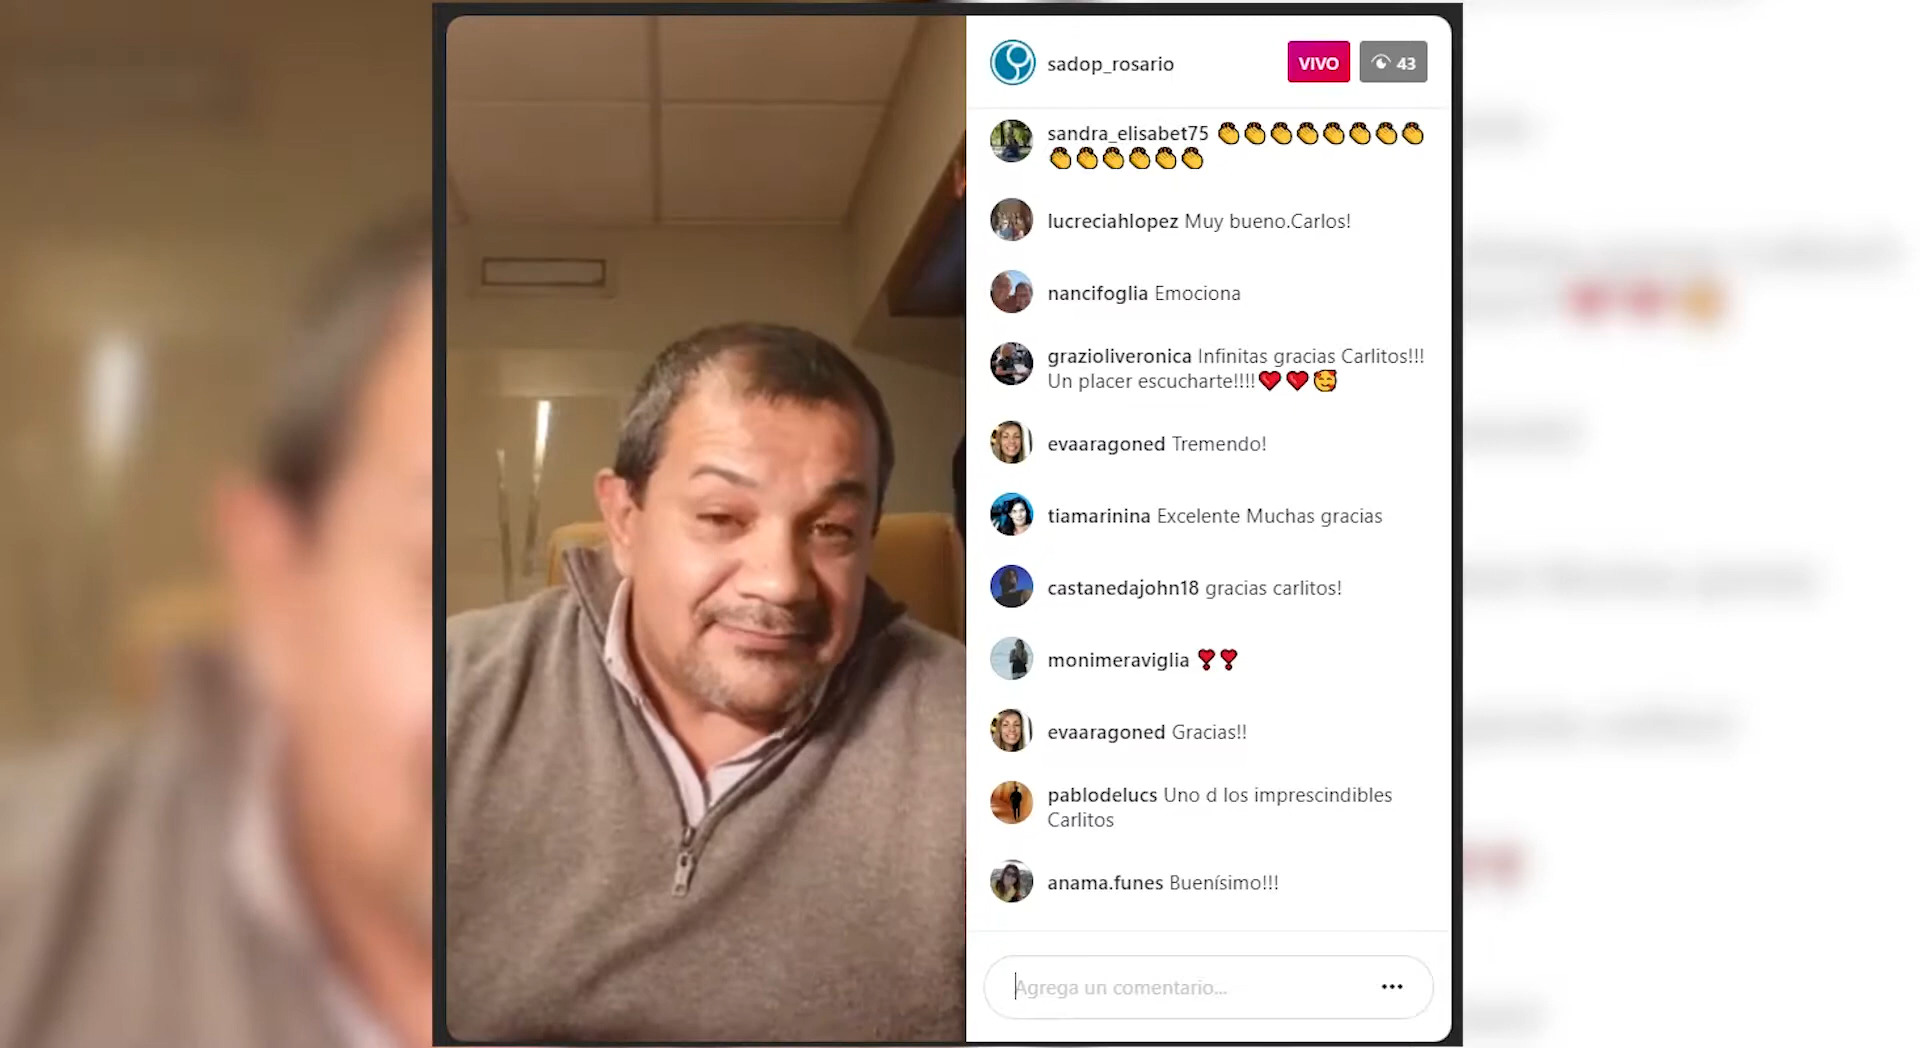 sadop_rosario VIVO 43
sandra_elisabet75 👏👏👏👏👏👏👏👏
👏👏👏👏👏👏
lucreciahlopez Muy bueno.Carlos!
nancifoglia Emociona
grazioliveronica Infinitas gracias Carlitos!!!
Un placer escucharte!!!!❤️❤️🥰
evaaragoned Tremendo!
tiamarinina Excelente Muchas gracias
castanedajohn18 gracias carlitos!
monimeraviglia ❣️❣️
evaaragoned Gracias!!
pablodelucs Uno d los imprescindibles
Carlitos
anama.funes Buenísimo!!!
Agrega un comentario...